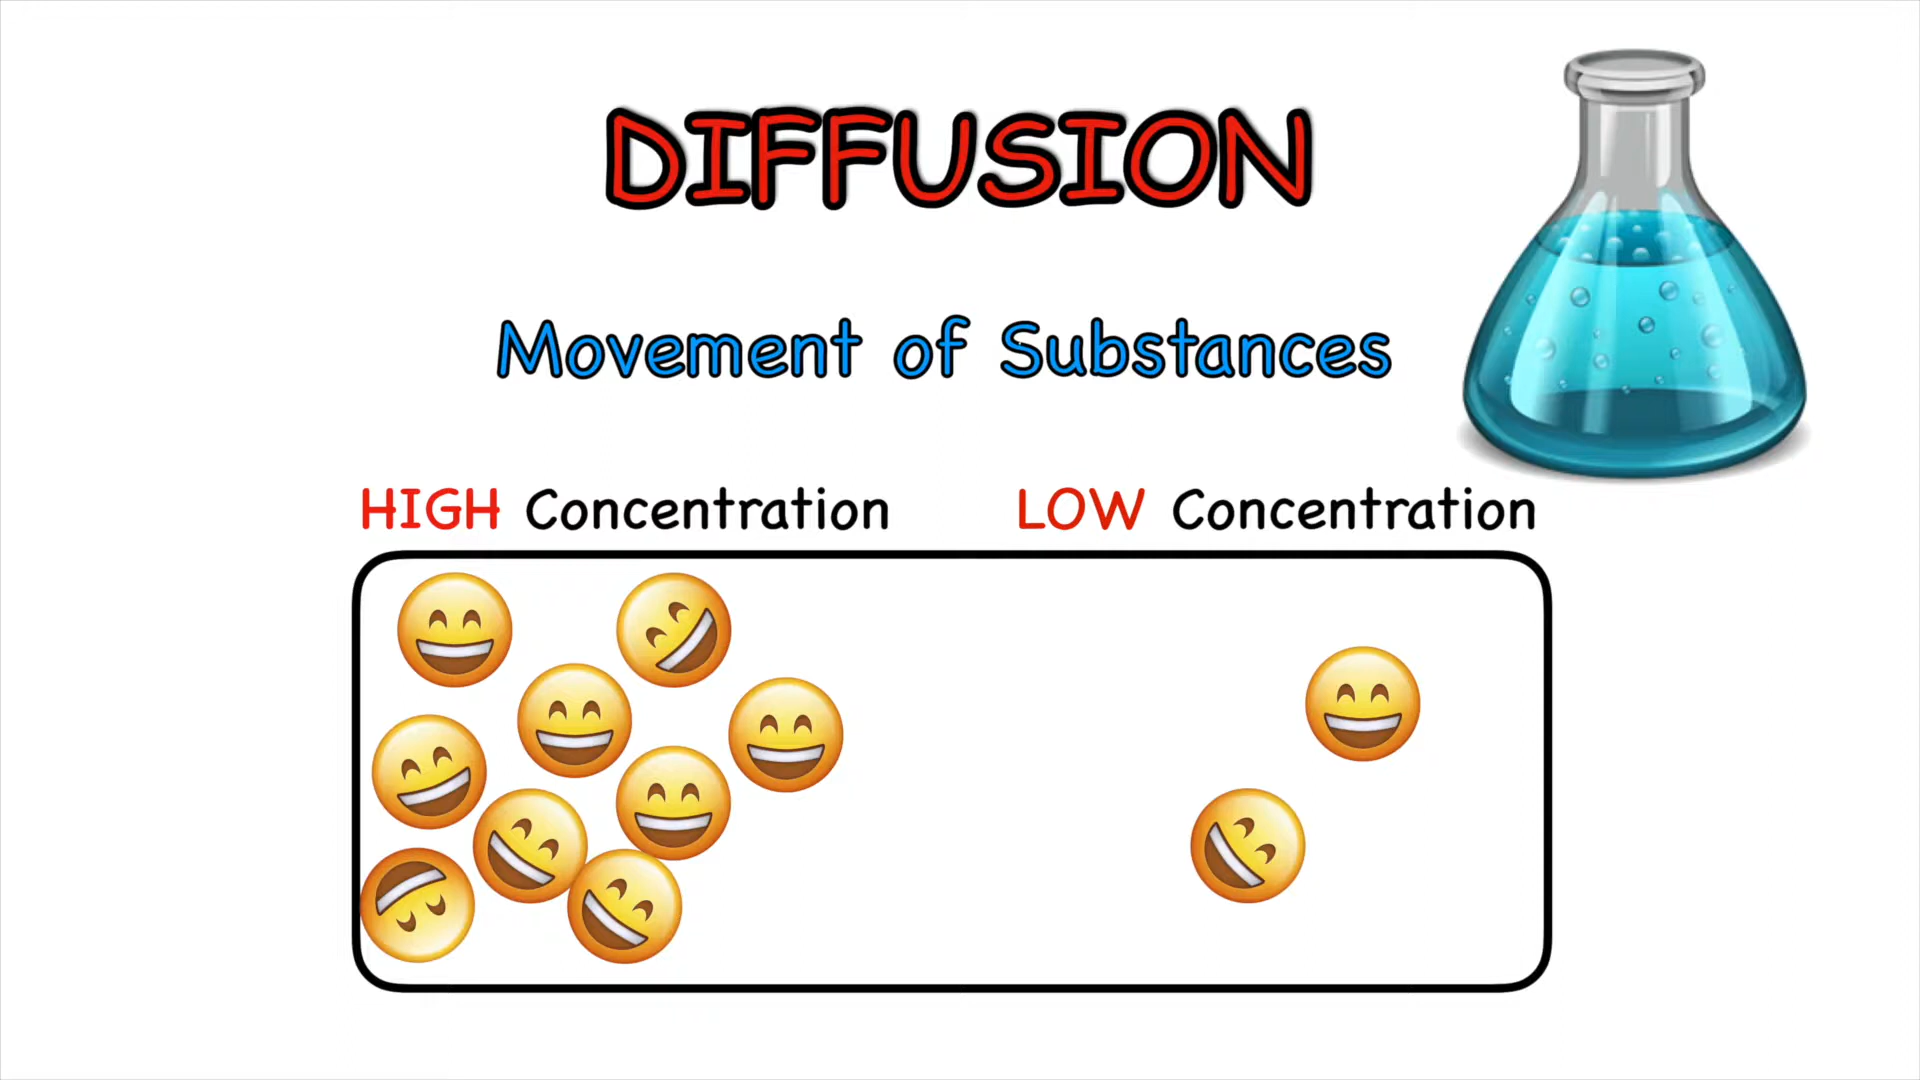 DIFFUSION
Movement of Substances
HIGH Concentration
LOW Concentration